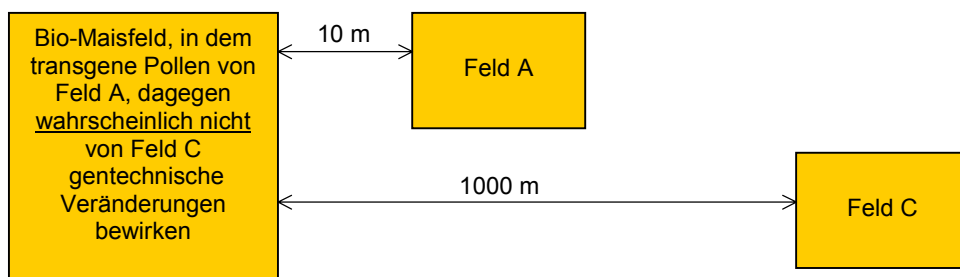 Bio-Maisfeld, in dem
transgene Pollen von
Feld A, dagegen
wahrscheinlich nicht
von Feld C
gentechnische
Veränderungen
bewirken
10 m
Feld A
1000 m
Feld C